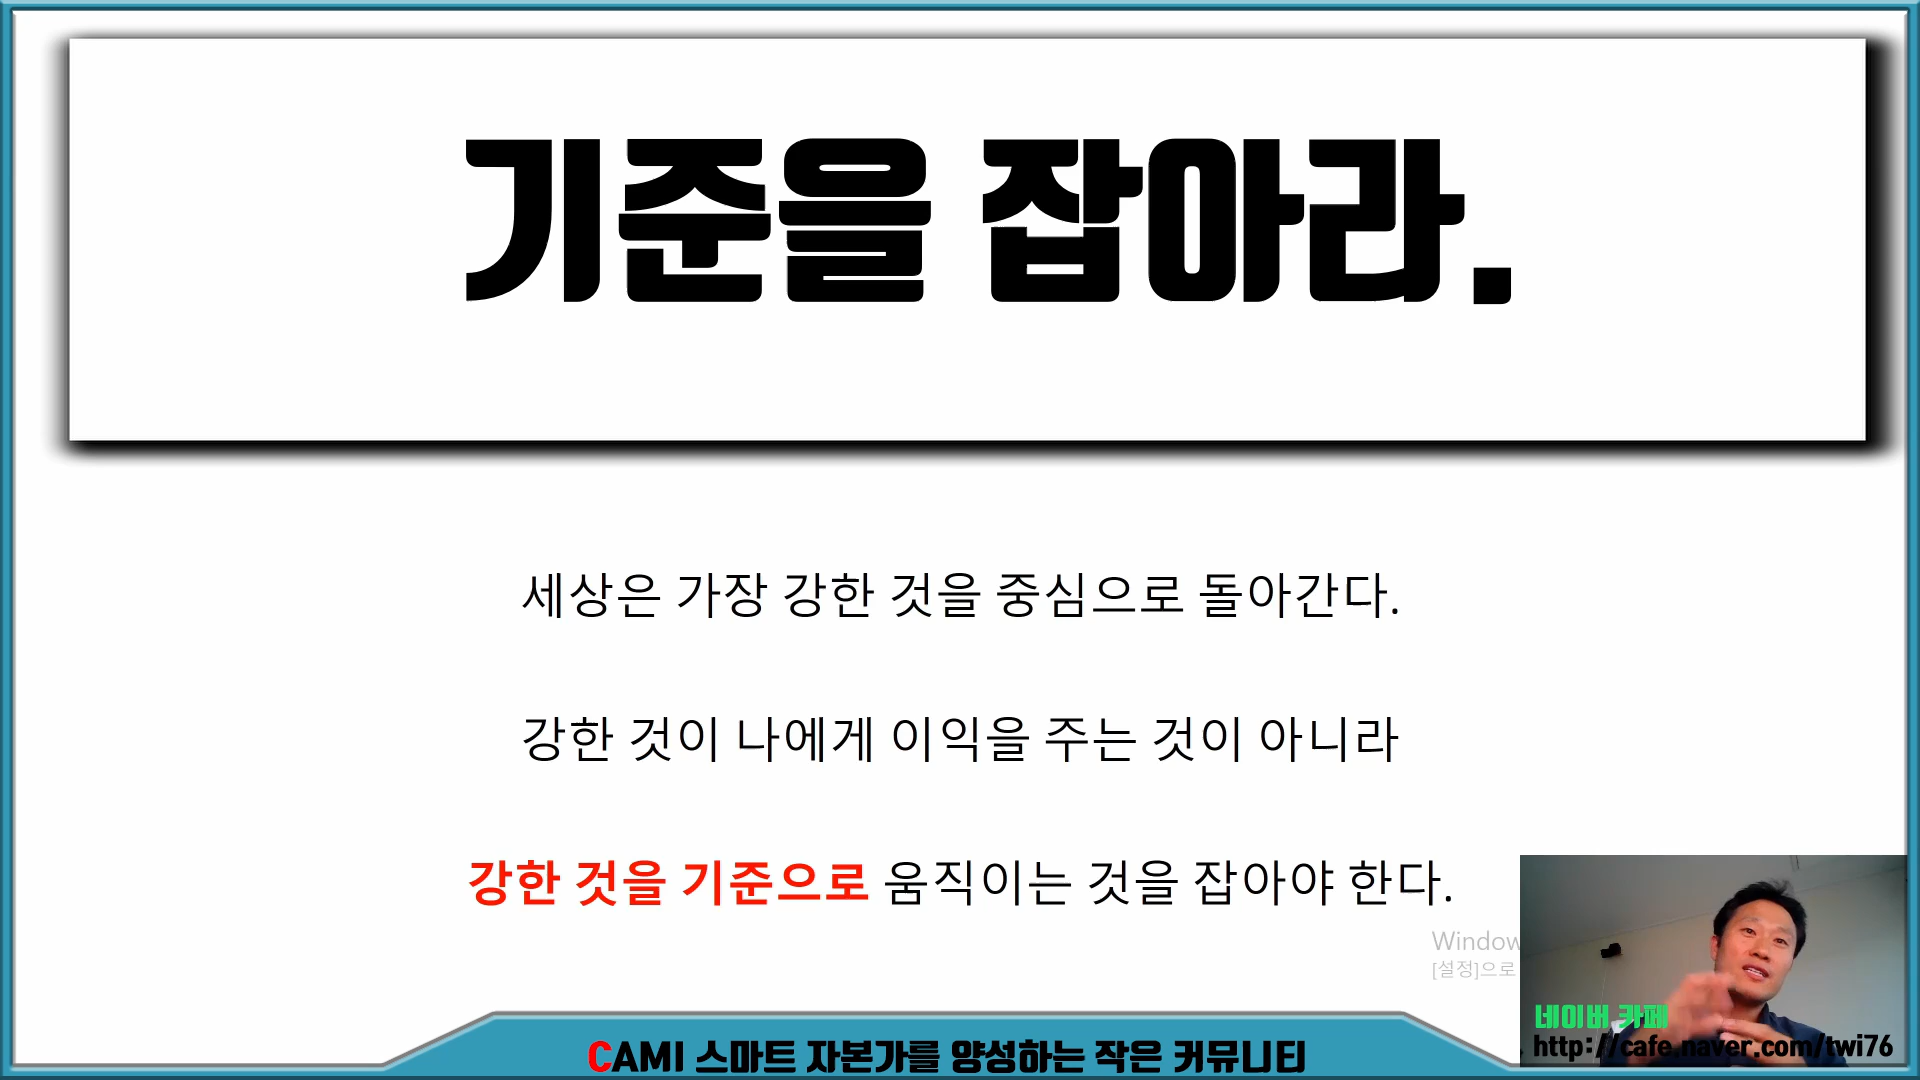 기준을 잡아라.
세상은 가장 강한 것을 중심으로 돌아간다.
강한 것이 나에게 이익을 주는 것이 아니라
강한 것을 기준으로 움직이는 것을 잡아야 한다.
Window
[설정]으로
네이버 카페
http://cafe.naver.com/twi76
CAMI 스마트 자본가를 양성하는 작은 커뮤니티